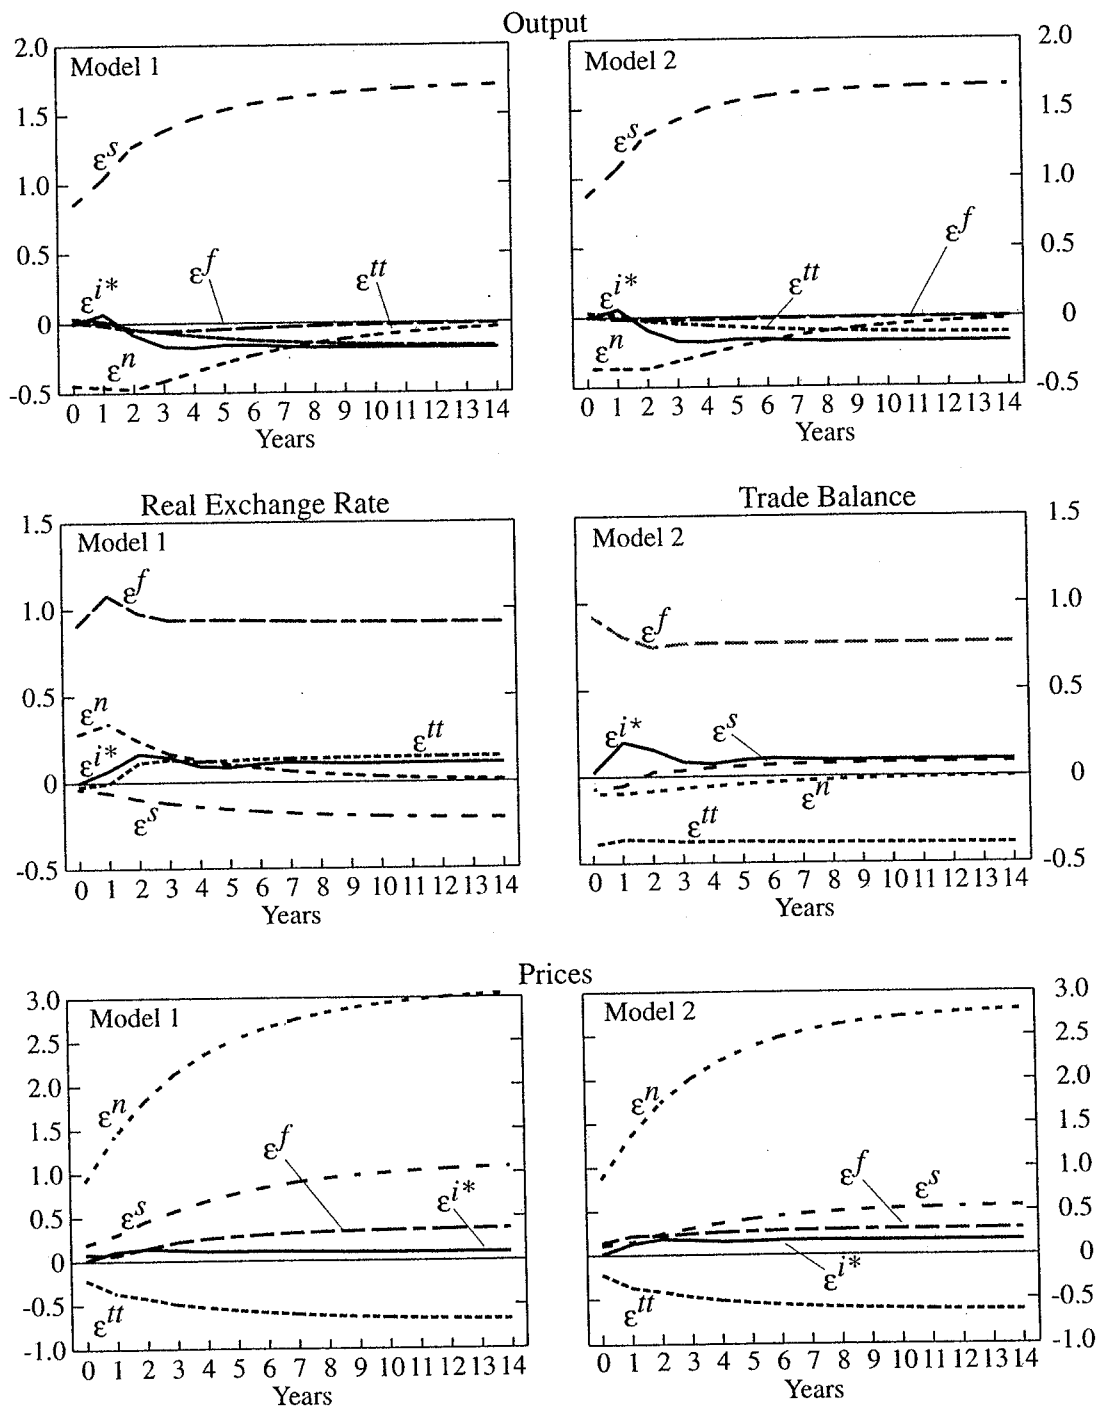 Output
Model 1
Model 2
2.0
1.5
1.0
0.5
0
-0.5
2.0
1.5
1.0
0.5
0
-0.5
εs
εi*
εf
εtt
εn
εs
εi*
εtt
εf
εn
0 1 2 3 4 5 6 7 8 9 10 11 12 13 14
0 1 2 3 4 5 6 7 8 9 10 11 12 13 14
Years
Years
Real Exchange Rate
Trade Balance
Model 1
Model 2
1.5
1.0
0.5
0
-0.5
1.5
1.0
0.5
0
-0.5
εf
εn
εi*
εtt
εs
εf
εi*
εs
εn
εtt
0 1 2 3 4 5 6 7 8 9 10 11 12 13 14
0 1 2 3 4 5 6 7 8 9 10 11 12 13 14
Years
Years
Prices
Model 1
Model 2
3.0
2.5
2.0
1.5
1.0
0.5
0
-0.5
-1.0
3.0
2.5
2.0
1.5
1.0
0.5
0
-0.5
-1.0
εn
εf
εs
εi*
εtt
εn
εf
εs
εi*
εtt
0 1 2 3 4 5 6 7 8 9 10 11 12 13 14
0 1 2 3 4 5 6 7 8 9 10 11 12 13 14
Years
Years